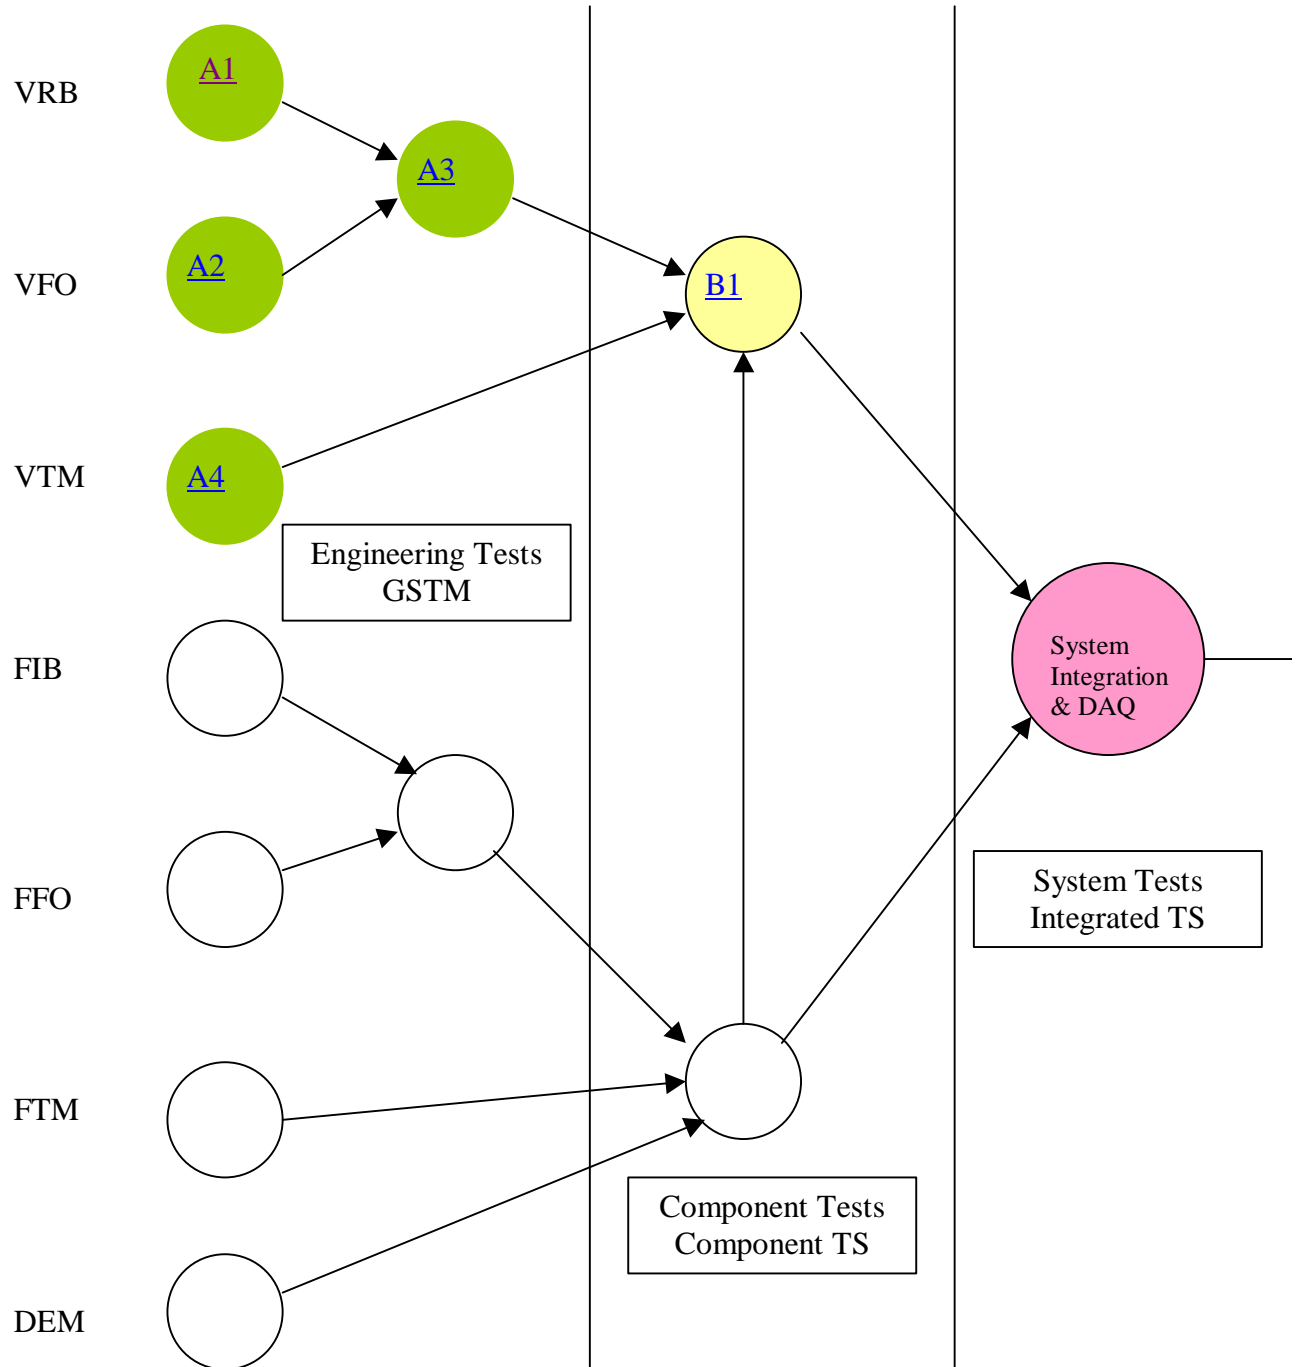 A1
VRB
A3
A2
VFO
B1
VTM
A4
Engineering Tests
GSTM
FIB
System
Integration
& DAQ
FFO
System Tests
Integrated TS
FTM
Component Tests
Component TS
DEM